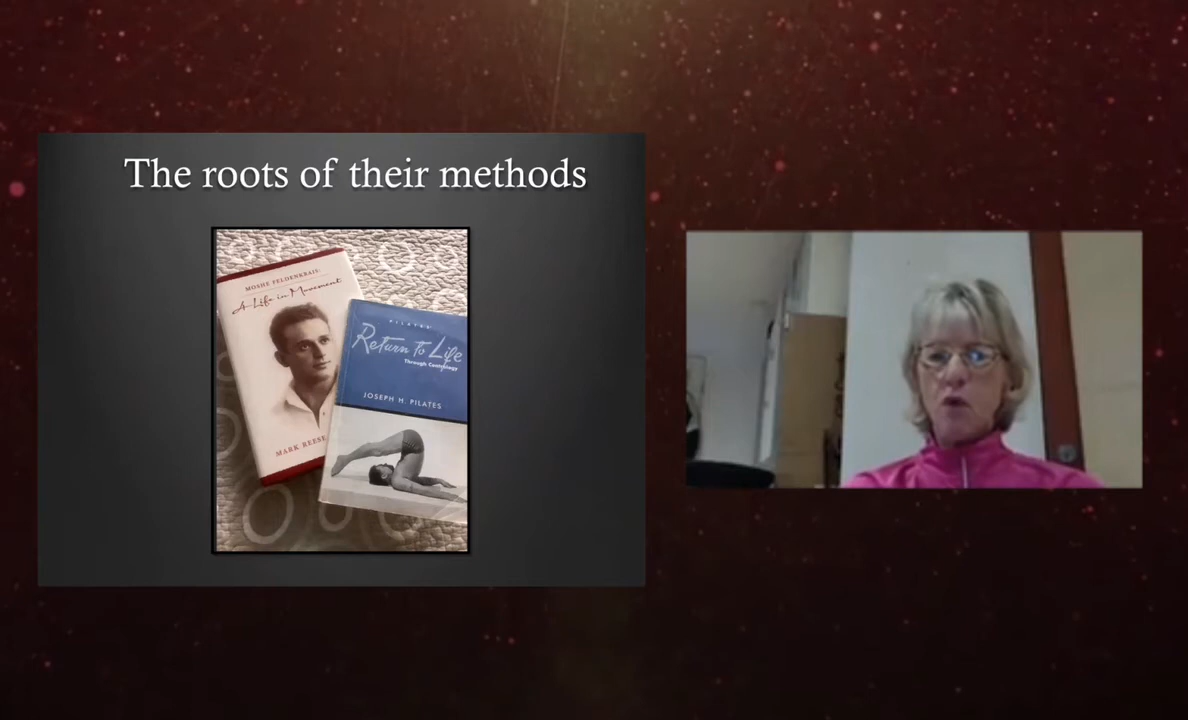 The roots of their methods
MOSHE FELDENKRAIS:
A Life in Movement
MARK REESE
PILATES'
Return to Life
Through Contrology
JOSEPH H. PILATES